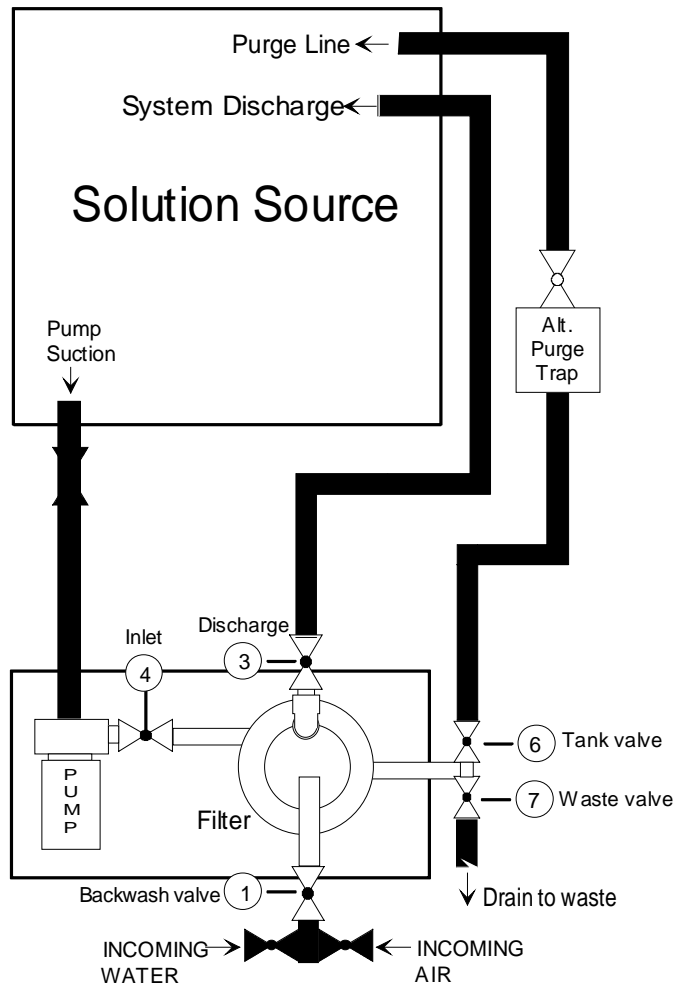 Purge Line
System Discharge
Solution Source
Pump
Suction
Alt.
Purge
Trap
Discharge
3
Inlet
4
6 Tank valve
7 Waste valve
PUMP
Filter
Backwash valve 1
Drain to waste
INCOMING
WATER
INCOMING
AIR